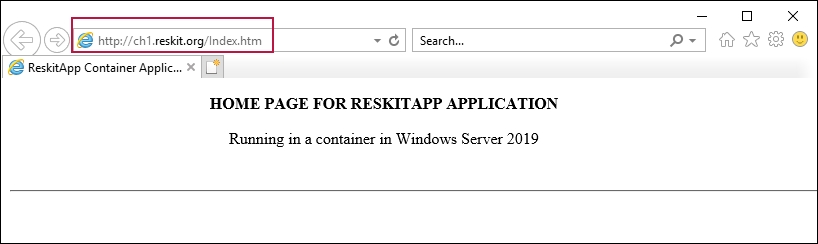 http://ch1.reskit.org/Index.htm
Search...
ReskitApp Container Applic...
HOME PAGE FOR RESKITAPP APPLICATION
Running in a container in Windows Server 2019